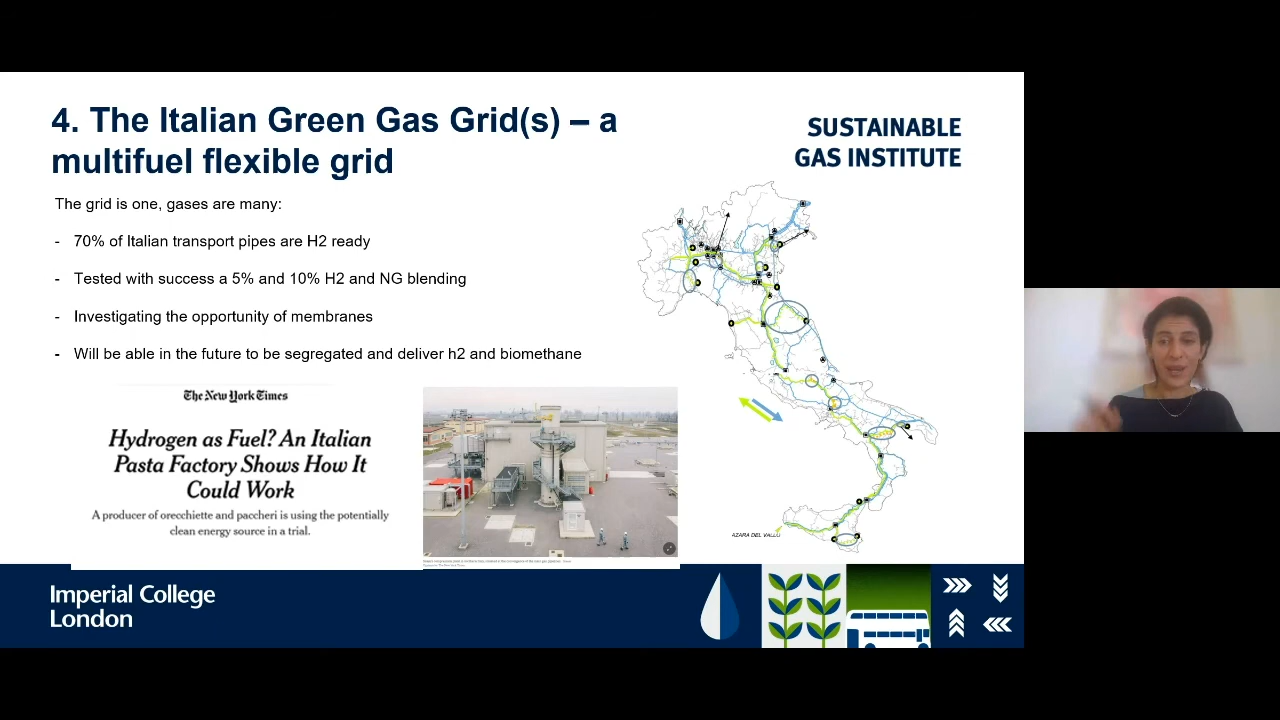 4. The Italian Green Gas Grid(s) – a
multifuel flexible grid
SUSTAINABLE
GAS INSTITUTE
The grid is one, gases are many:
- 70% of Italian transport pipes are H2 ready
- Tested with success a 5% and 10% H2 and NG blending
- Investigating the opportunity of membranes
- Will be able in the future to be segregated and deliver h2 and biomethane
The New York Times
Hydrogen as Fuel? An Italian
Pasta Factory Shows How It
Could Work
A producer of orecchiette and paccheri is using the potentially
clean energy source in a trial.
AZARA DEL VALLO
Imperial College
London